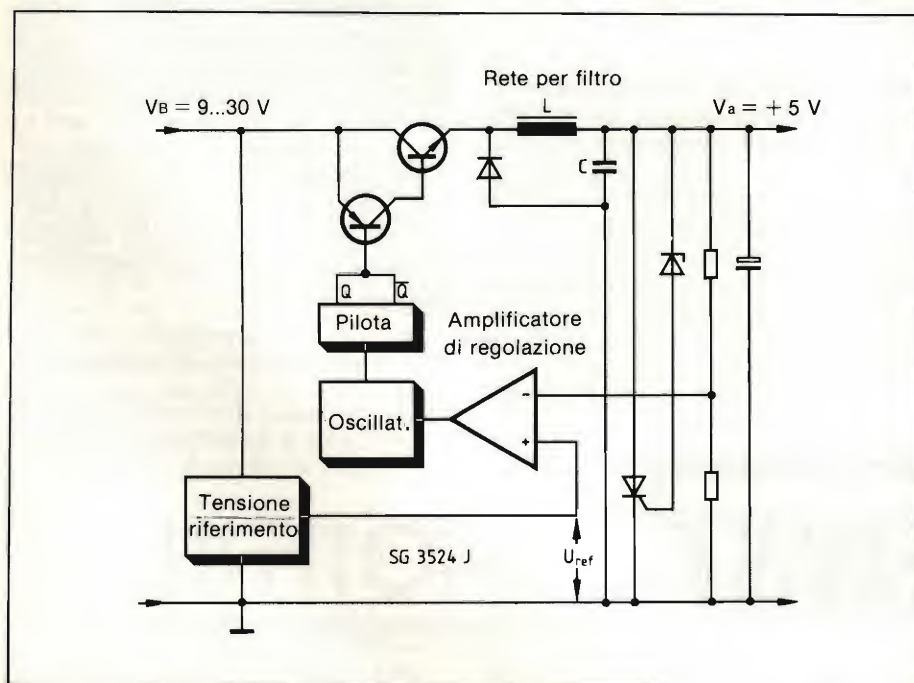 Rete per filtro
VB = 9...30 V
L
Va = + 5 V
C
Q
Q̅
Pilota
Amplificatore
di regolazione
Oscillat.
-
+
Tensione
riferimento
SG 3524 J
Uref